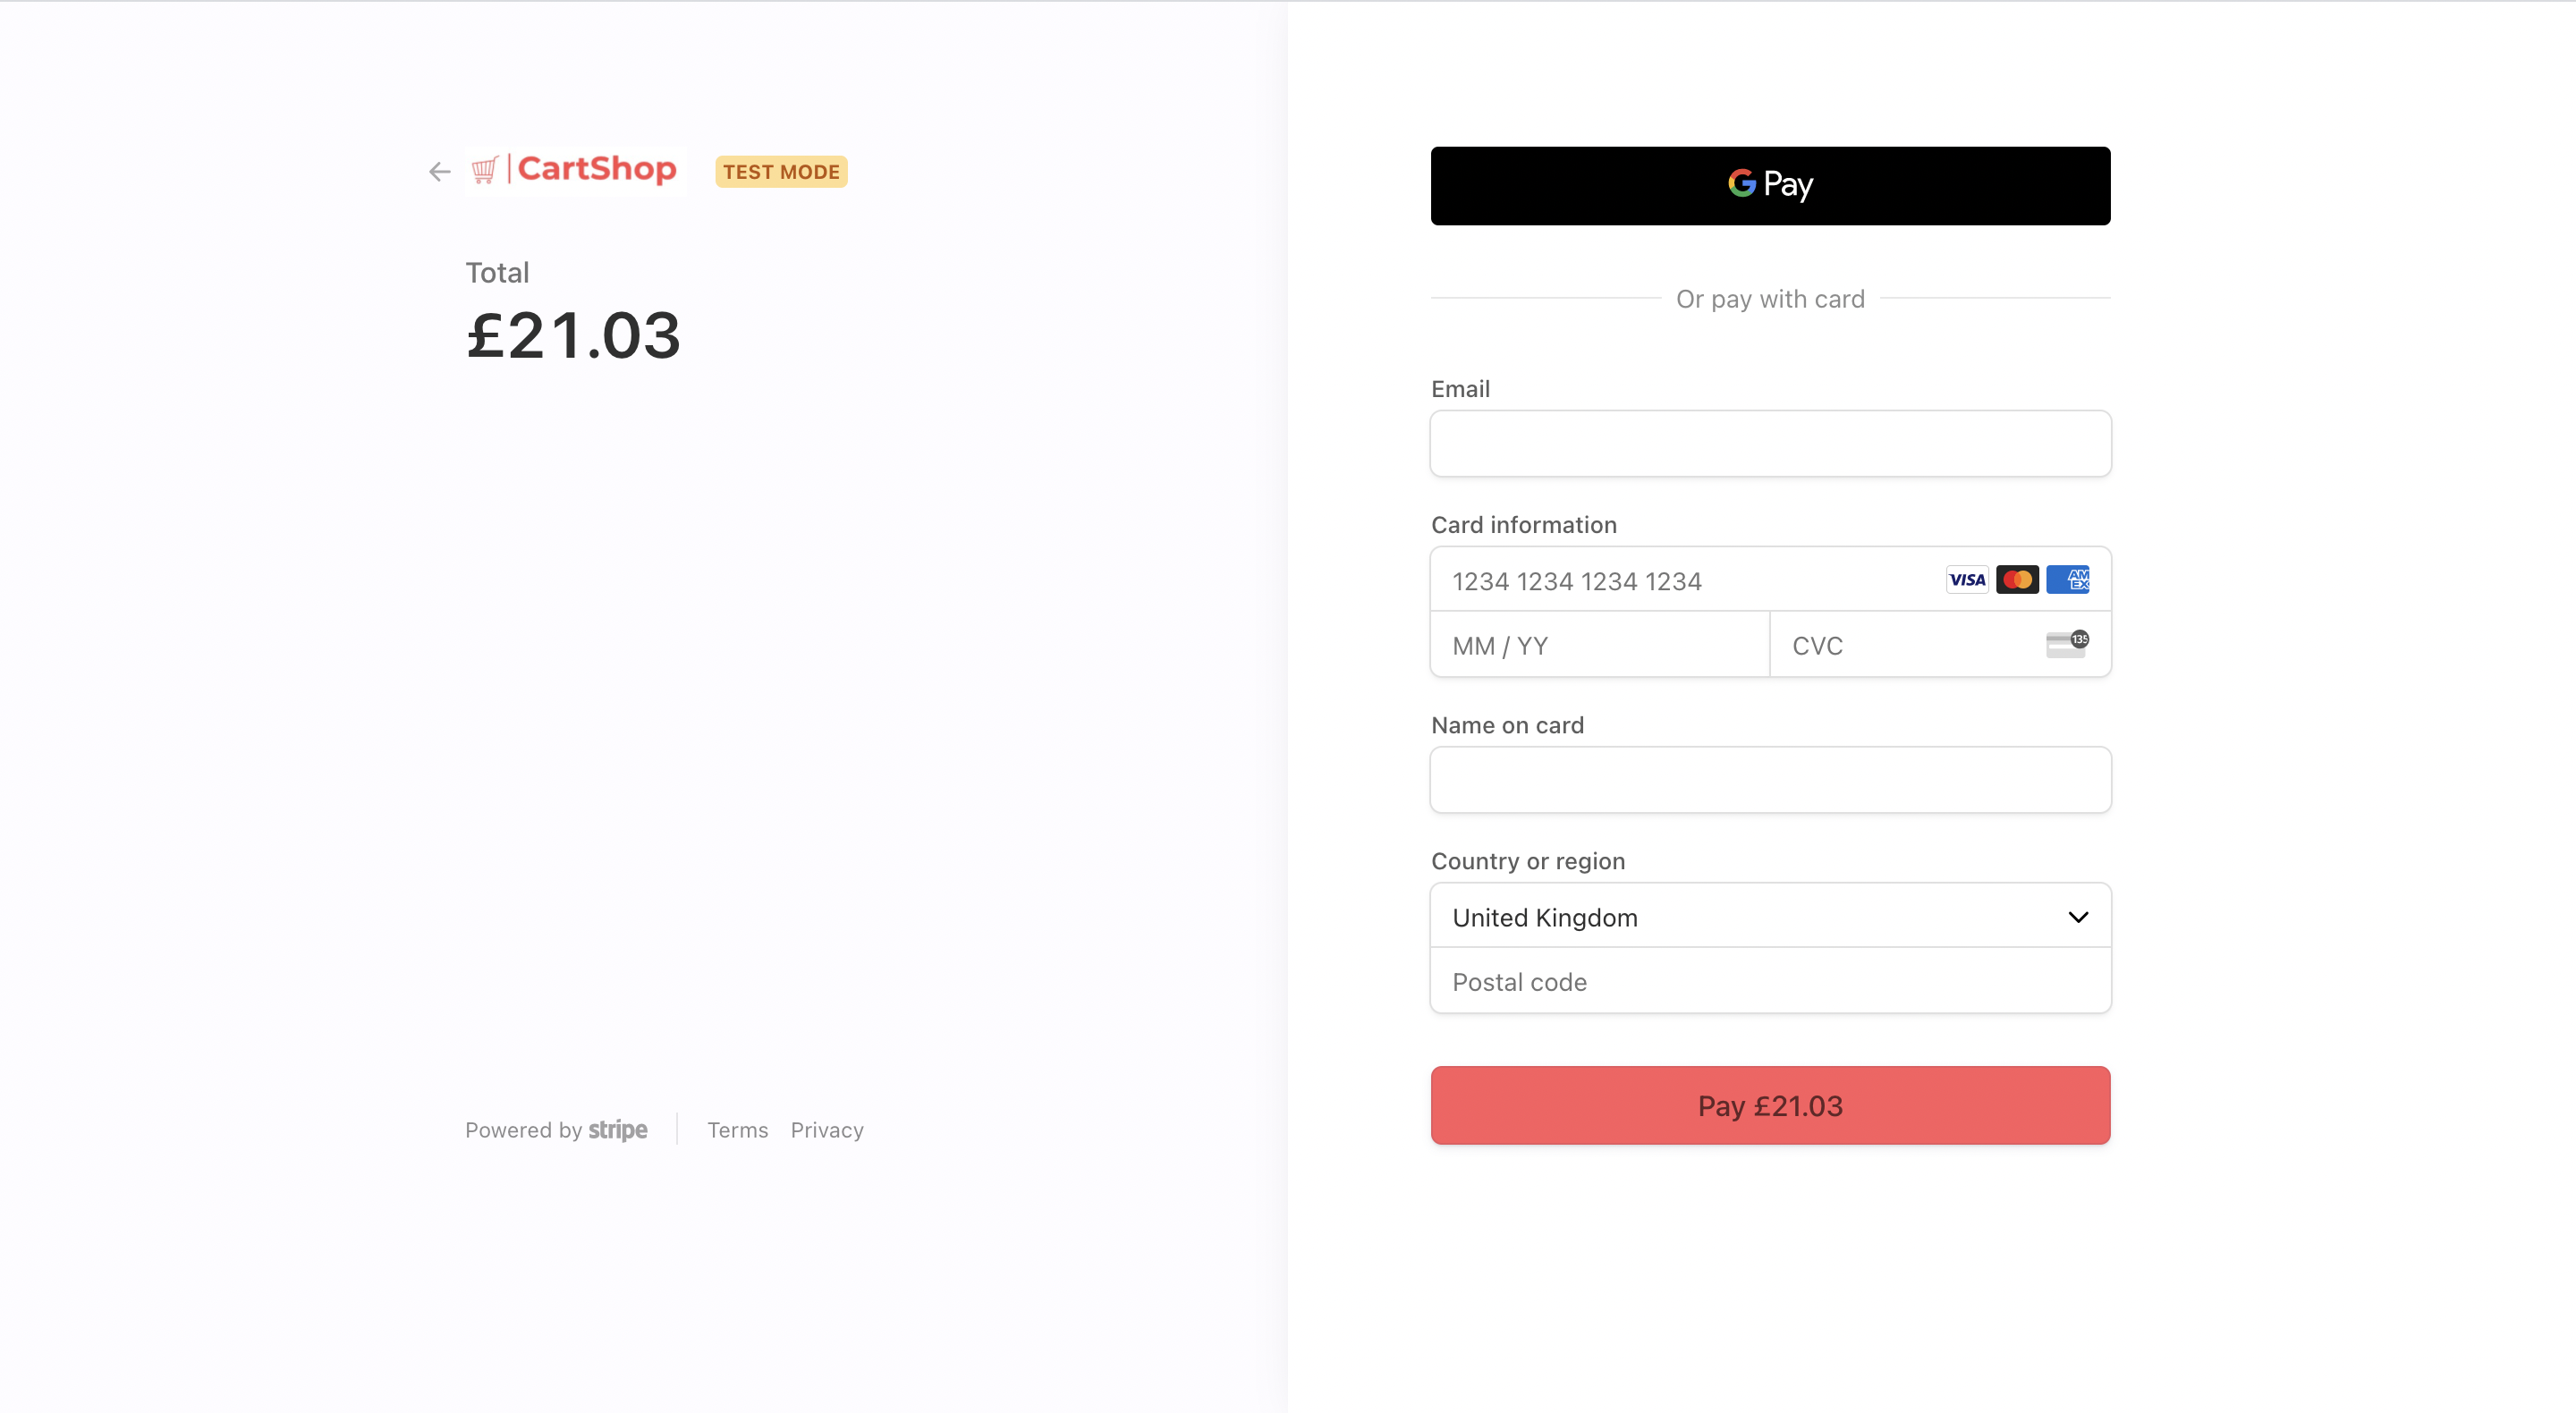 CartShop TEST MODE
Total
£21.03
Powered by stripe Terms Privacy
G Pay
Or pay with card
Email
Card information
1234 1234 1234 1234 VISA AMEX
MM / YY CVC 135
Name on card
Country or region
United Kingdom
Postal code
Pay £21.03